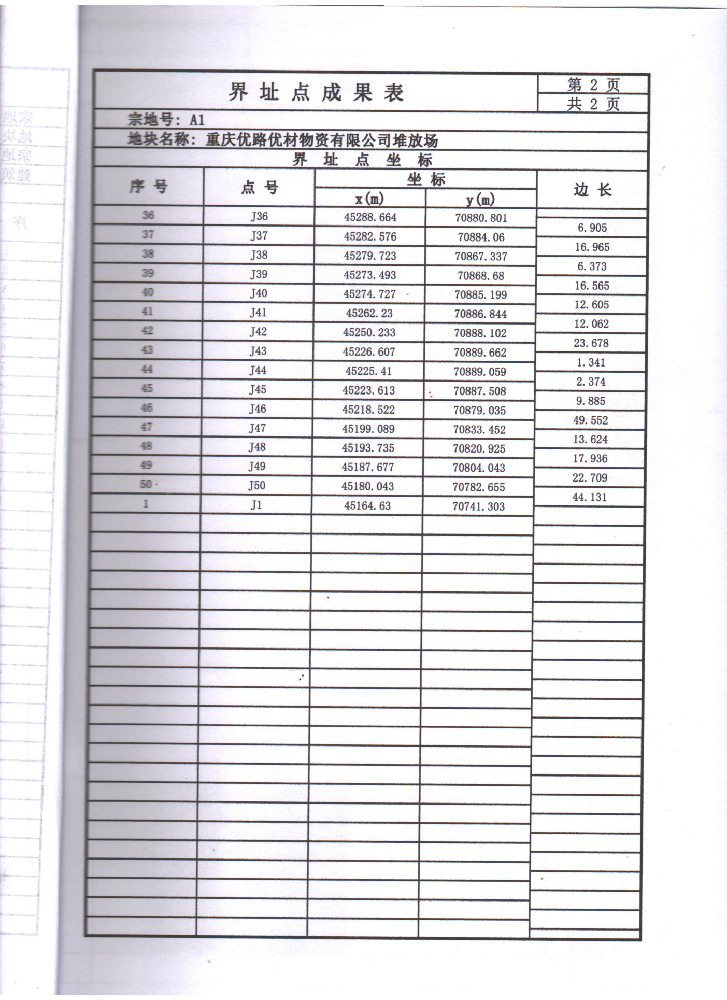 界址点成果表
第 2 页
共 2 页
宗地号: A1
地块名称: 重庆优路优材物资有限公司堆放场
界址点坐标
序号 点号 坐标 边长
x(m) y(m)
36 J36 45288.664 70880.801
6.905
37 J37 45282.576 70884.06
16.965
38 J38 45279.723 70867.337
6.373
39 J39 45273.493 70868.68
16.565
40 J40 45274.727 70885.199
12.605
41 J41 45262.23 70886.844
12.062
42 J42 45250.233 70888.102
23.678
43 J43 45226.607 70889.662
1.341
44 J44 45225.41 70889.059
2.374
45 J45 45223.613 70887.508
9.885
46 J46 45218.522 70879.035
49.552
47 J47 45199.089 70833.452
13.624
48 J48 45193.735 70820.925
17.936
49 J49 45187.677 70804.043
22.709
50 J50 45180.043 70782.655
44.131
1 J1 45164.63 70741.303